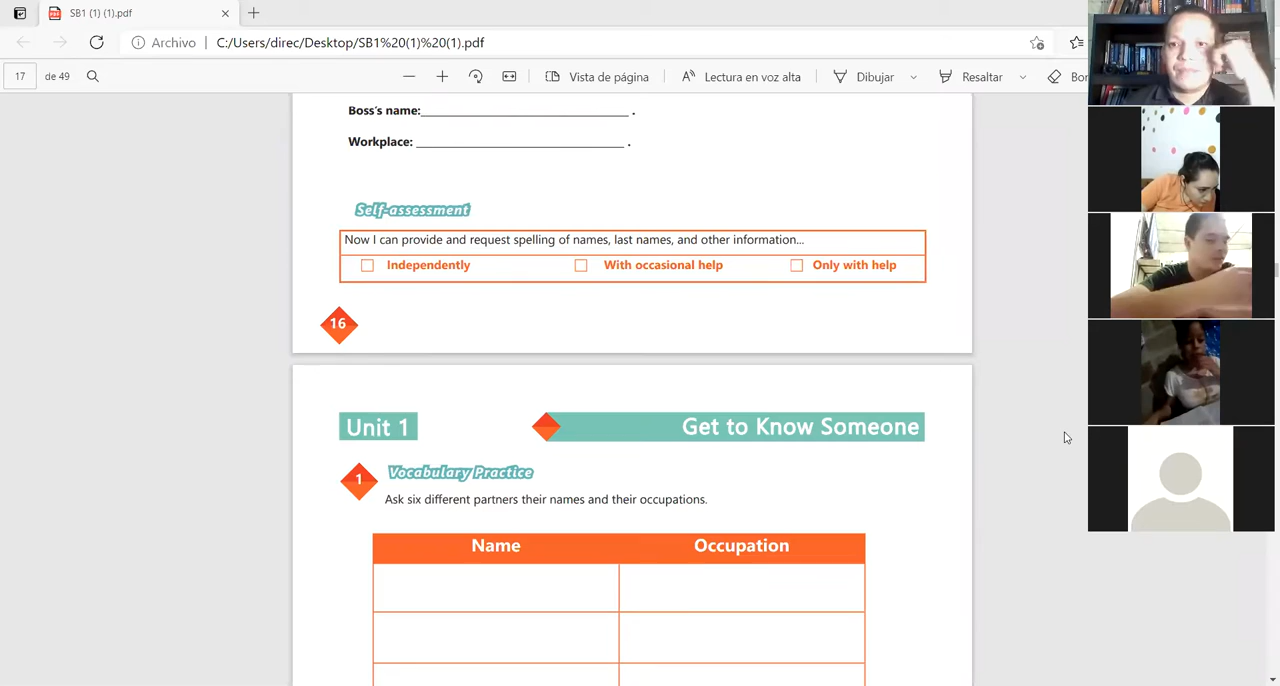 SB1 (1) (1).pdf
Archivo
C:/Users/direc/Desktop/SB1%20(1)%20(1).pdf
17
de 49
Vista de página
Lectura en voz alta
Dibujar
Resaltar
Bor
Boss's name:______________________________ .
Workplace: ______________________________ .
Self-assessment
Now I can provide and request spelling of names, last names, and other information...
Independently
With occasional help
Only with help
16
Unit 1
Get to Know Someone
1
Vocabulary Practice
Ask six different partners their names and their occupations.
Name
Occupation